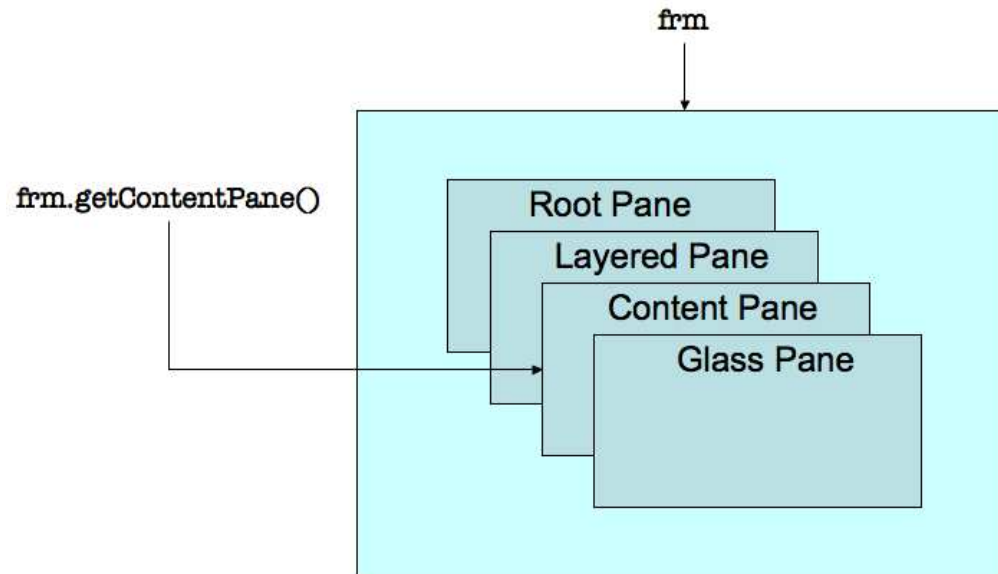 frm
frm.getContentPane()
Root Pane
Layered Pane
Content Pane
Glass Pane